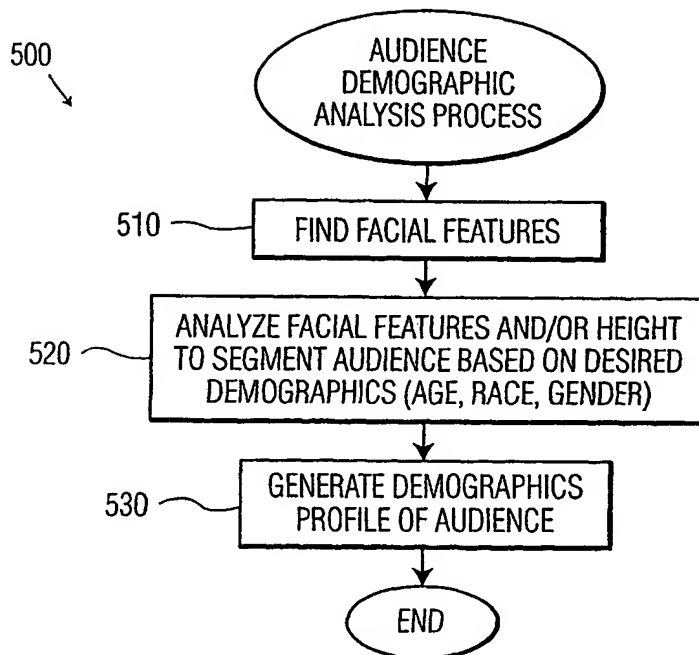 500
AUDIENCE
DEMOGRAPHIC
ANALYSIS PROCESS
510
FIND FACIAL FEATURES
520
ANALYZE FACIAL FEATURES AND/OR HEIGHT
TO SEGMENT AUDIENCE BASED ON DESIRED
DEMOGRAPHICS (AGE, RACE, GENDER)
530
GENERATE DEMOGRAPHICS
PROFILE OF AUDIENCE
END